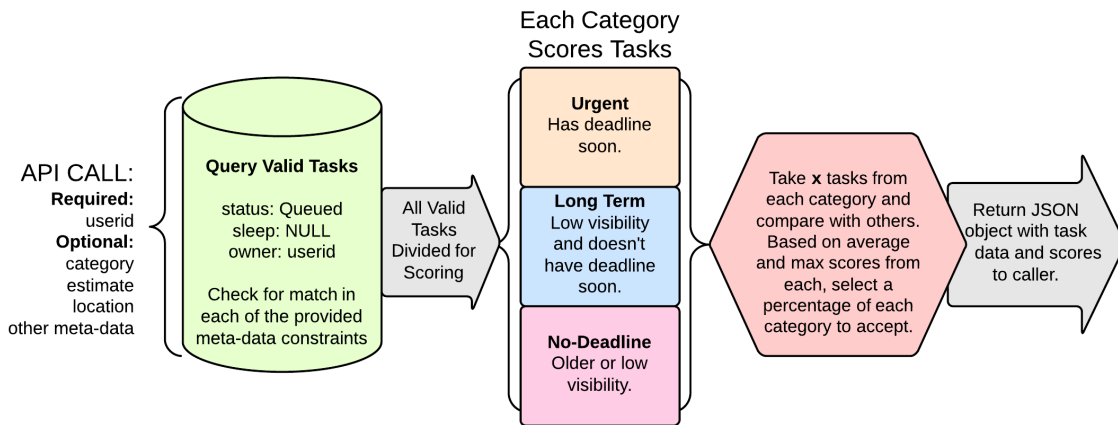 API CALL:
Required:
userid
Optional:
category
estimate
location
other meta-data
Query Valid Tasks
status: Queued
sleep: NULL
owner: userid
Check for match in
each of the provided
meta-data constraints
All Valid
Tasks
Divided for
Scoring
Each Category
Scores Tasks
Urgent
Has deadline
soon.
Long Term
Low visibility
and doesn't
have deadline
soon.
No-Deadline
Older or low
visibility.
Take x tasks from
each category and
compare with others.
Based on average
and max scores from
each, select a
percentage of each
category to accept.
Return JSON
object with task
data and scores
to caller.